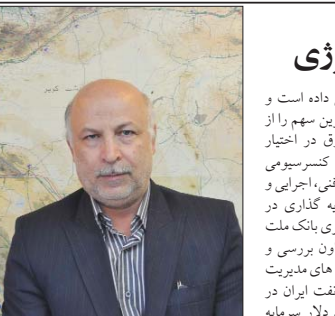 ژی
داده است و
ین سهم را از
ق در اختیار
کنسرسیومی
فنی، اجرایی و
یه گذاری در
ری بانک ملت
ون بررسی و
های مدیریت
نفت ایران در
دلار سرمایه